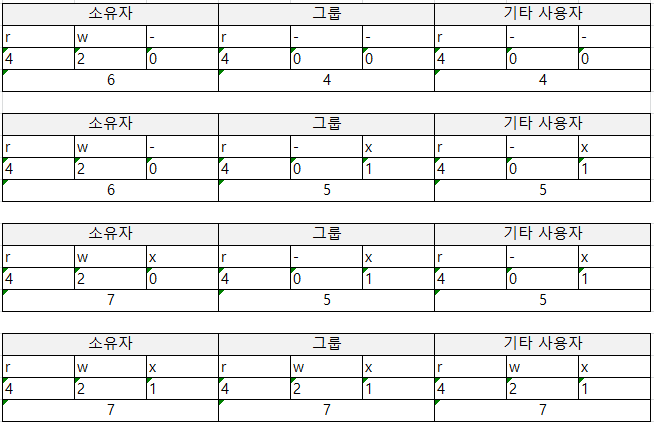 소유자 그룹 기타 사용자
r w - r - - r - -
4 2 0 4 0 0 4 0 0
6 4 4
소유자 그룹 기타 사용자
r w - r - x r - x
4 2 0 4 0 1 4 0 1
6 5 5
소유자 그룹 기타 사용자
r w x r - x r - x
4 2 0 4 0 1 4 0 1
7 5 5
소유자 그룹 기타 사용자
r w x r w x r w x
4 2 1 4 2 1 4 2 1
7 7 7